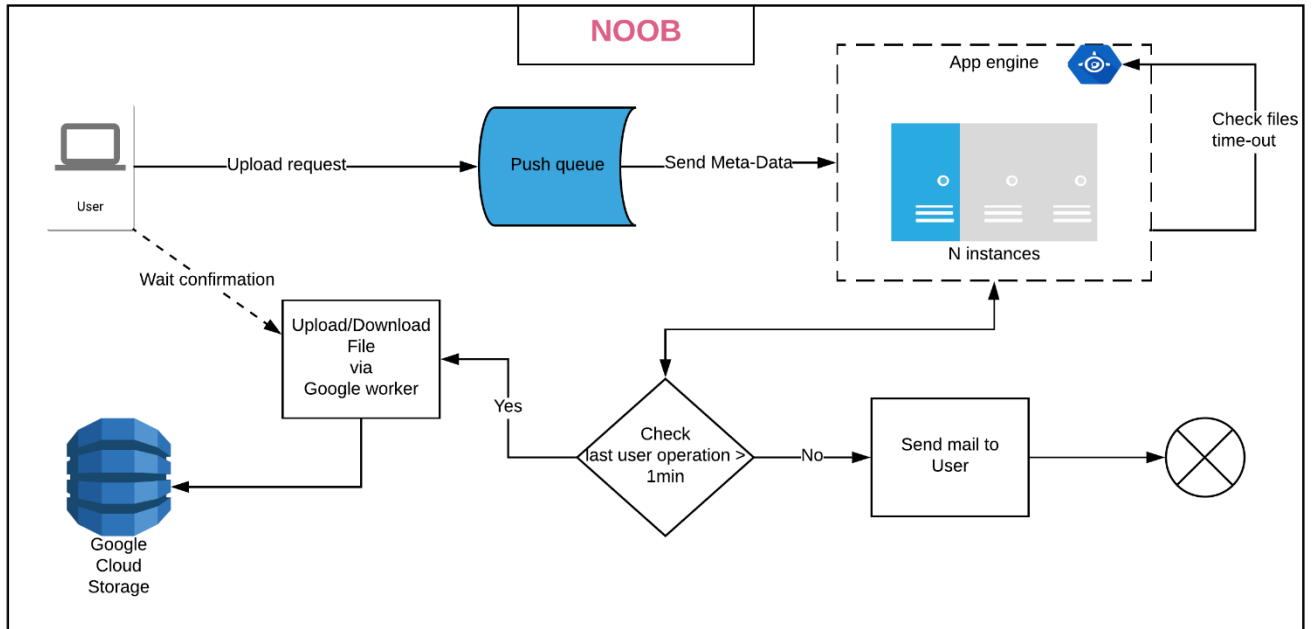 NOOB
App engine
Check files
time-out
Upload request
Push queue
Send Meta-Data
User
N instances
Wait confirmation
Upload/Download
File
via
Google worker
Yes
Check
last user operation >
1min
No
Send mail to
User
Google
Cloud
Storage